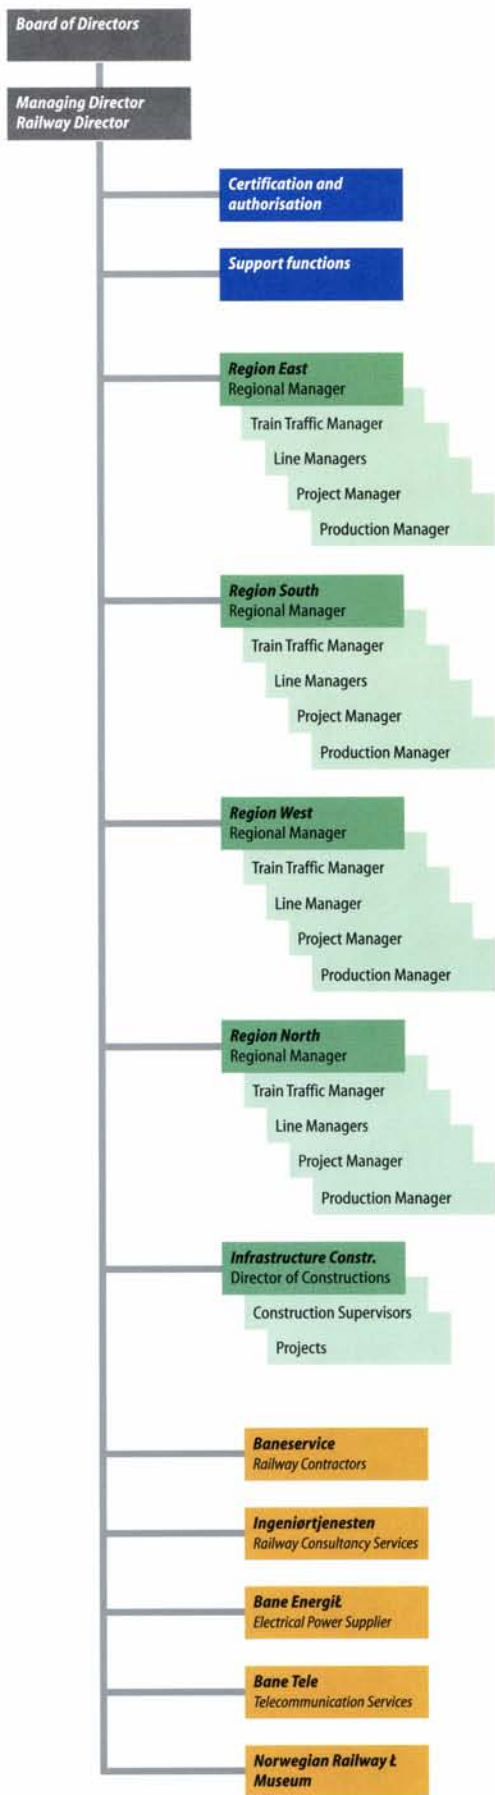 Board of Directors
Managing Director
Railway Director
Certification and
authorisation
Support functions
Region East
Regional Manager
Train Traffic Manager
Line Managers
Project Manager
Production Manager
Region South
Regional Manager
Train Traffic Manager
Line Managers
Project Manager
Production Manager
Region West
Regional Manager
Train Traffic Manager
Line Manager
Project Manager
Production Manager
Region North
Regional Manager
Train Traffic Manager
Line Managers
Project Manager
Production Manager
Infrastructure Constr.
Director of Constructions
Construction Supervisors
Projects
Baneservice
Railway Contractors
Ingeniørtjenesten
Railway Consultancy Services
Bane EnergiŁ
Electrical Power Supplier
Bane Tele
Telecommunication Services
Norwegian Railway Ł
Museum